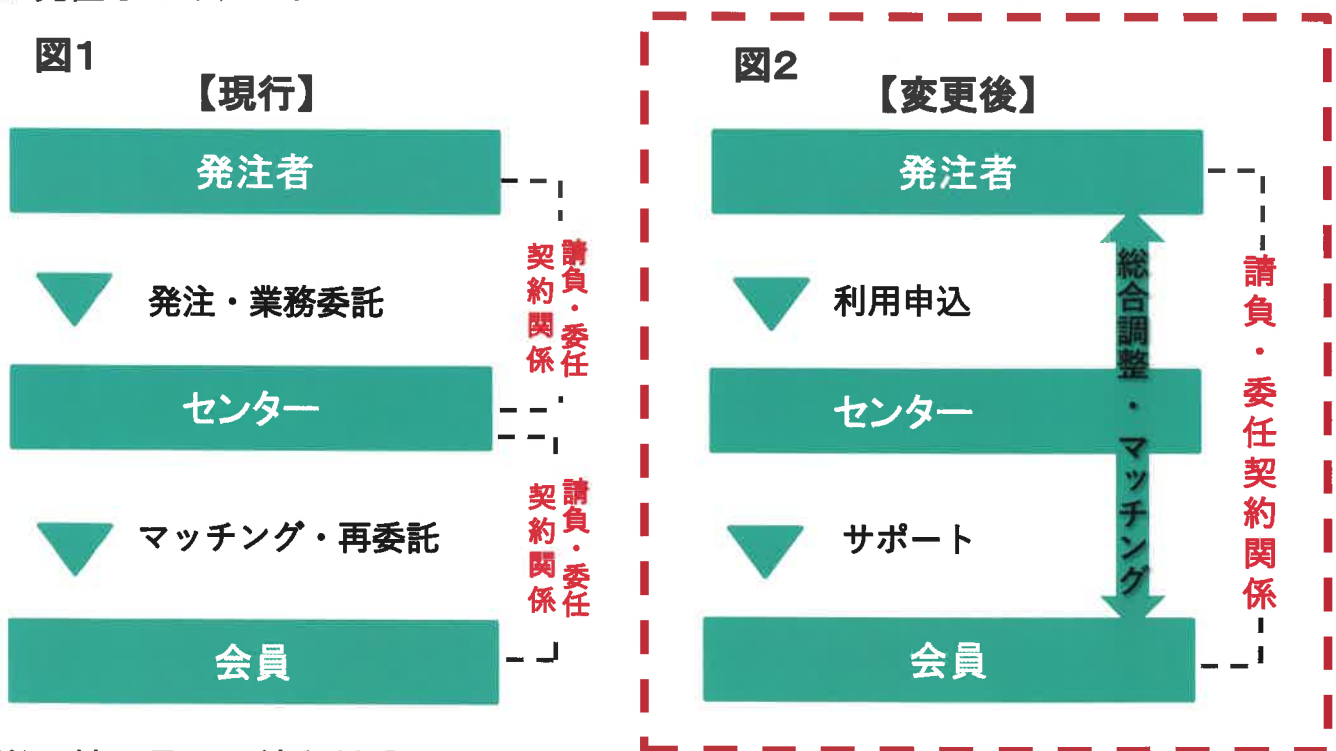 図1
【現行】
発注者
発注・業務委託
請負・委任
契約関係
センター
マッチング・再委託
請負・委任
契約関係
会員
図2
【変更後】
発注者
利用申込
総合調整・マッチング
請負・委任契約関係
センター
サポート
会員